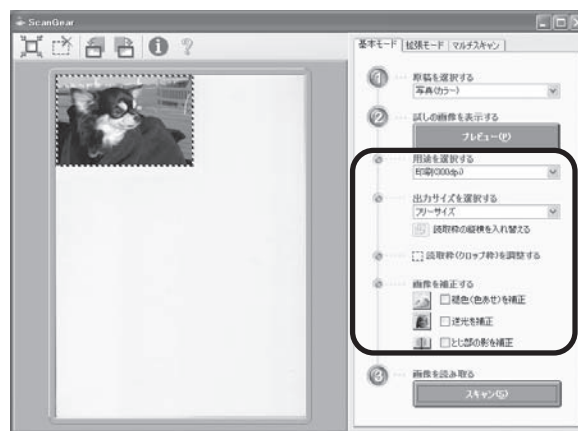 ScanGear
基本モード 拡張モード マルチスキャン
1 原稿を選択する
写真(カラー)
2 試しの画像を表示する
プレビュー(P)
用途を選択する
印刷(300dpi)
出力サイズを選択する
フリーサイズ
読取枠の縦横を入れ替える
読取枠(クロップ枠)を調整する
画像を補正する
褪色(色あせ)を補正
逆光を補正
とじ部の影を補正
3 画像を読み取る
スキャン(S)